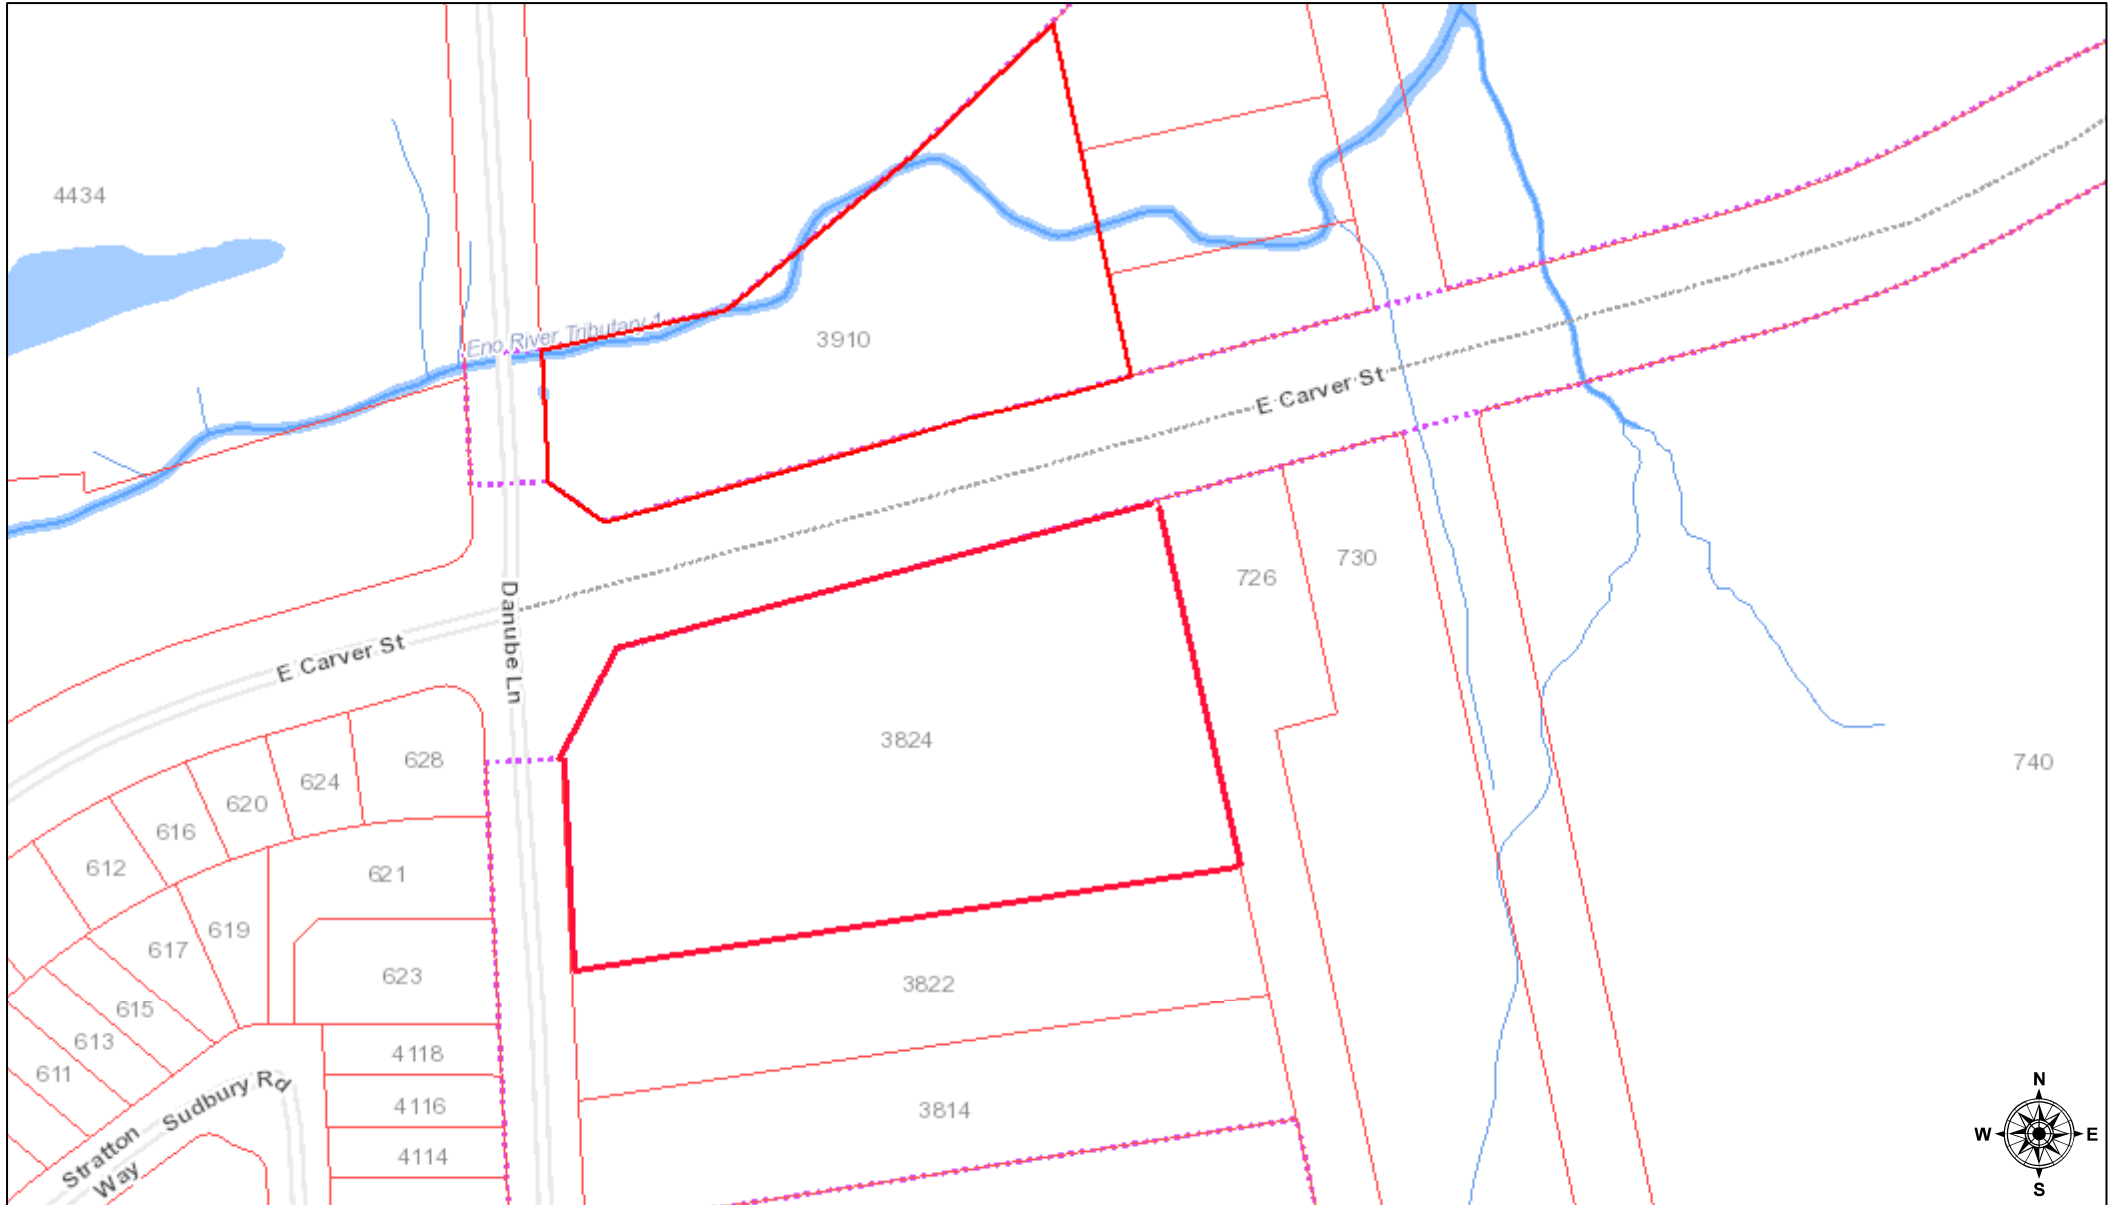 4434
Eno River Tributary 1
3910
E Carver St
726
730
Danube Ln
E Carver St
3824
740
628
624
620
616
612
621
619
617
623
3822
615
613
611
4118
4116
4114
3814
Sudbury Rd
Stratton
Way
N
W
E
S